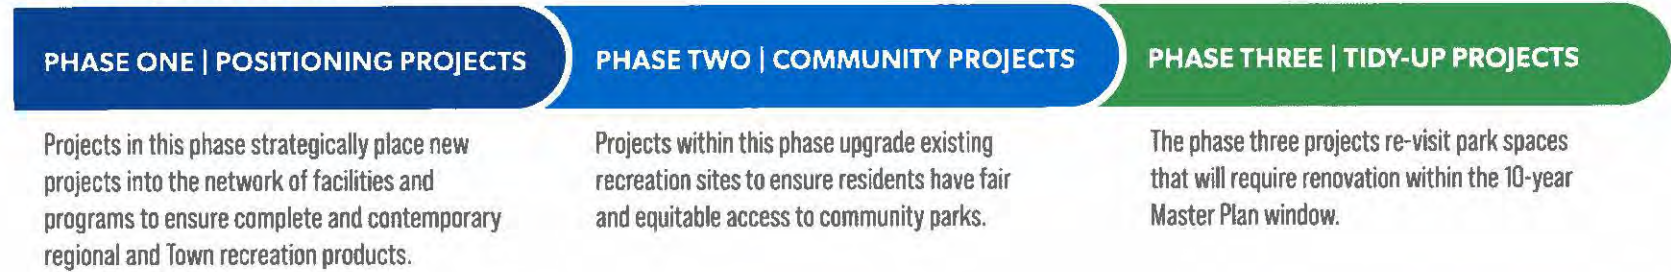 PHASE ONE | POSITIONING PROJECTS
Projects in this phase strategically place new
projects into the network of facilities and
programs to ensure complete and contemporary
regional and Town recreation products.
PHASE TWO | COMMUNITY PROJECTS
Projects within this phase upgrade existing
recreation sites to ensure residents have fair
and equitable access to community parks.
PHASE THREE | TIDY-UP PROJECTS
The phase three projects re-visit park spaces
that will require renovation within the 10-year
Master Plan window.